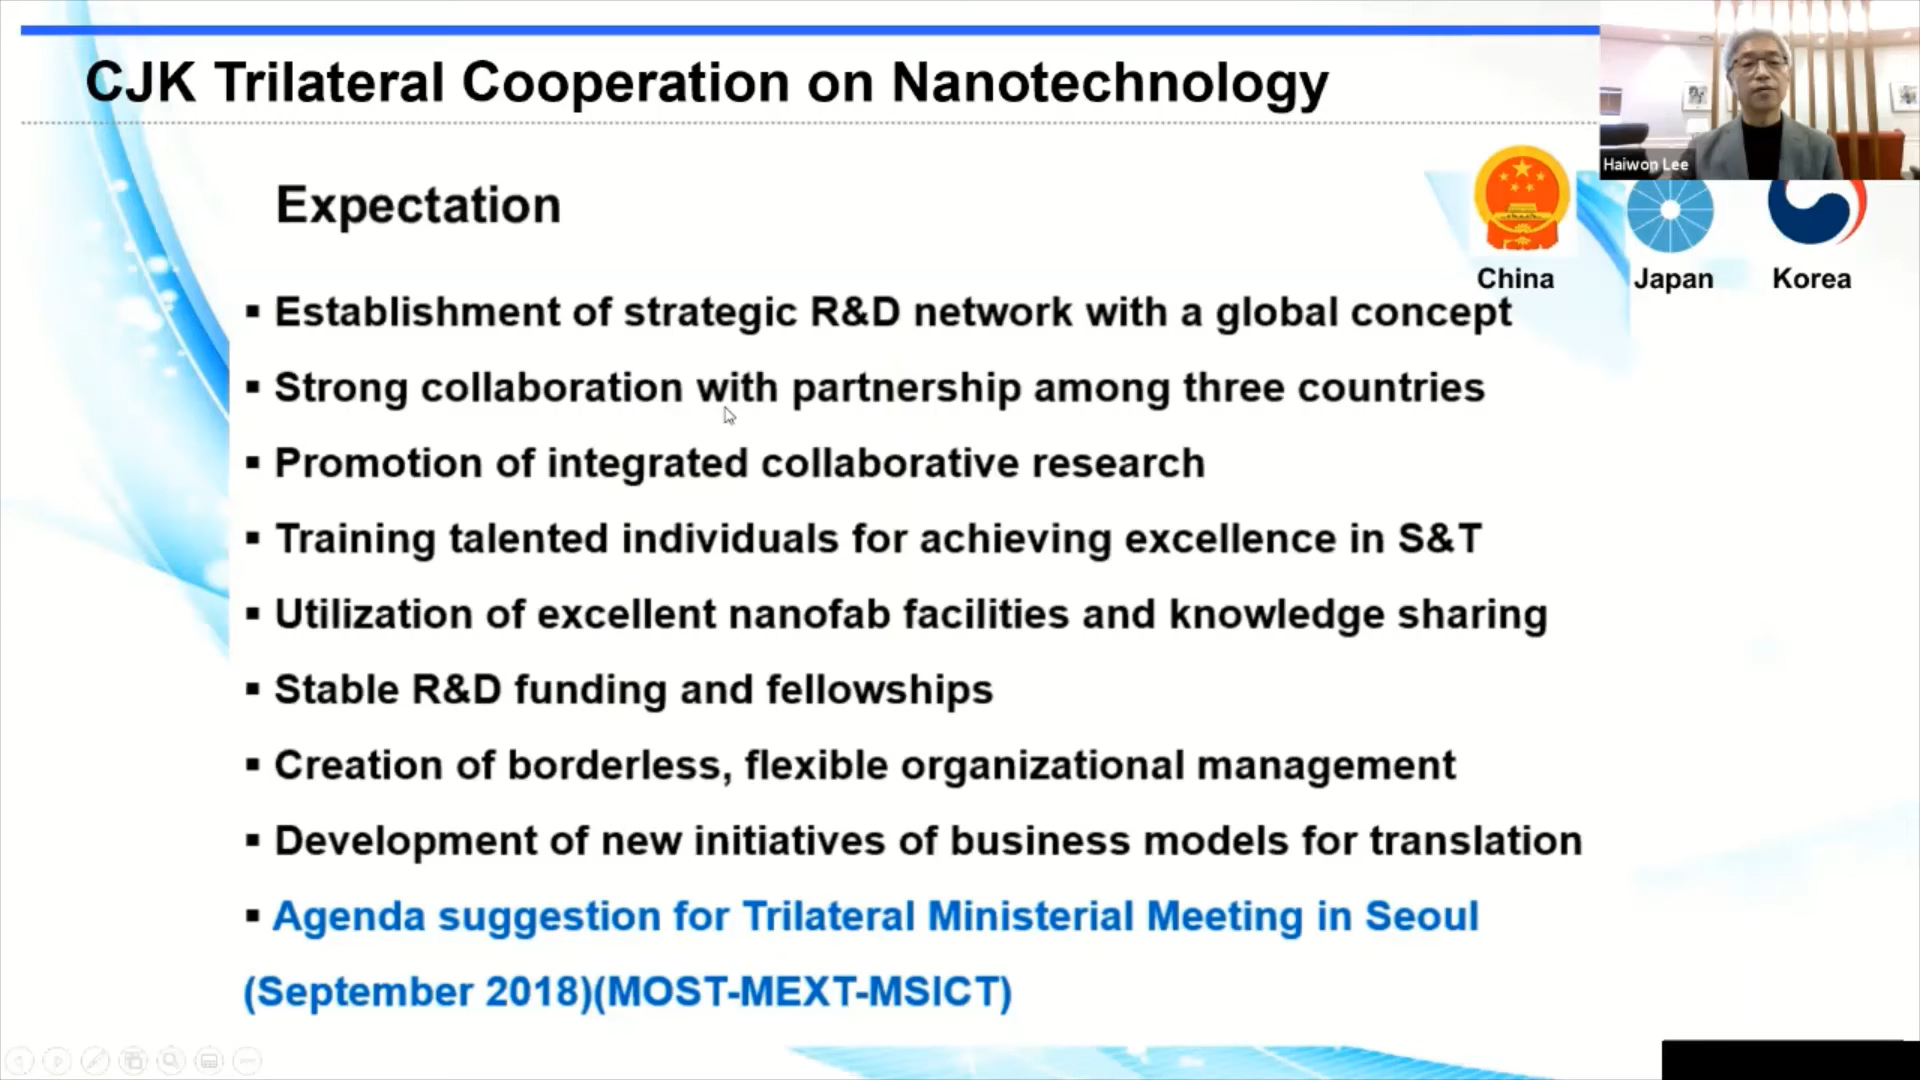 CJK Trilateral Cooperation on Nanotechnology
Haiwon Lee
Expectation
China
Japan
Korea
▪ Establishment of strategic R&D network with a global concept
▪ Strong collaboration with partnership among three countries
▪ Promotion of integrated collaborative research
▪ Training talented individuals for achieving excellence in S&T
▪ Utilization of excellent nanofab facilities and knowledge sharing
▪ Stable R&D funding and fellowships
▪ Creation of borderless, flexible organizational management
▪ Development of new initiatives of business models for translation
▪ Agenda suggestion for Trilateral Ministerial Meeting in Seoul
(September 2018)(MOST-MEXT-MSICT)